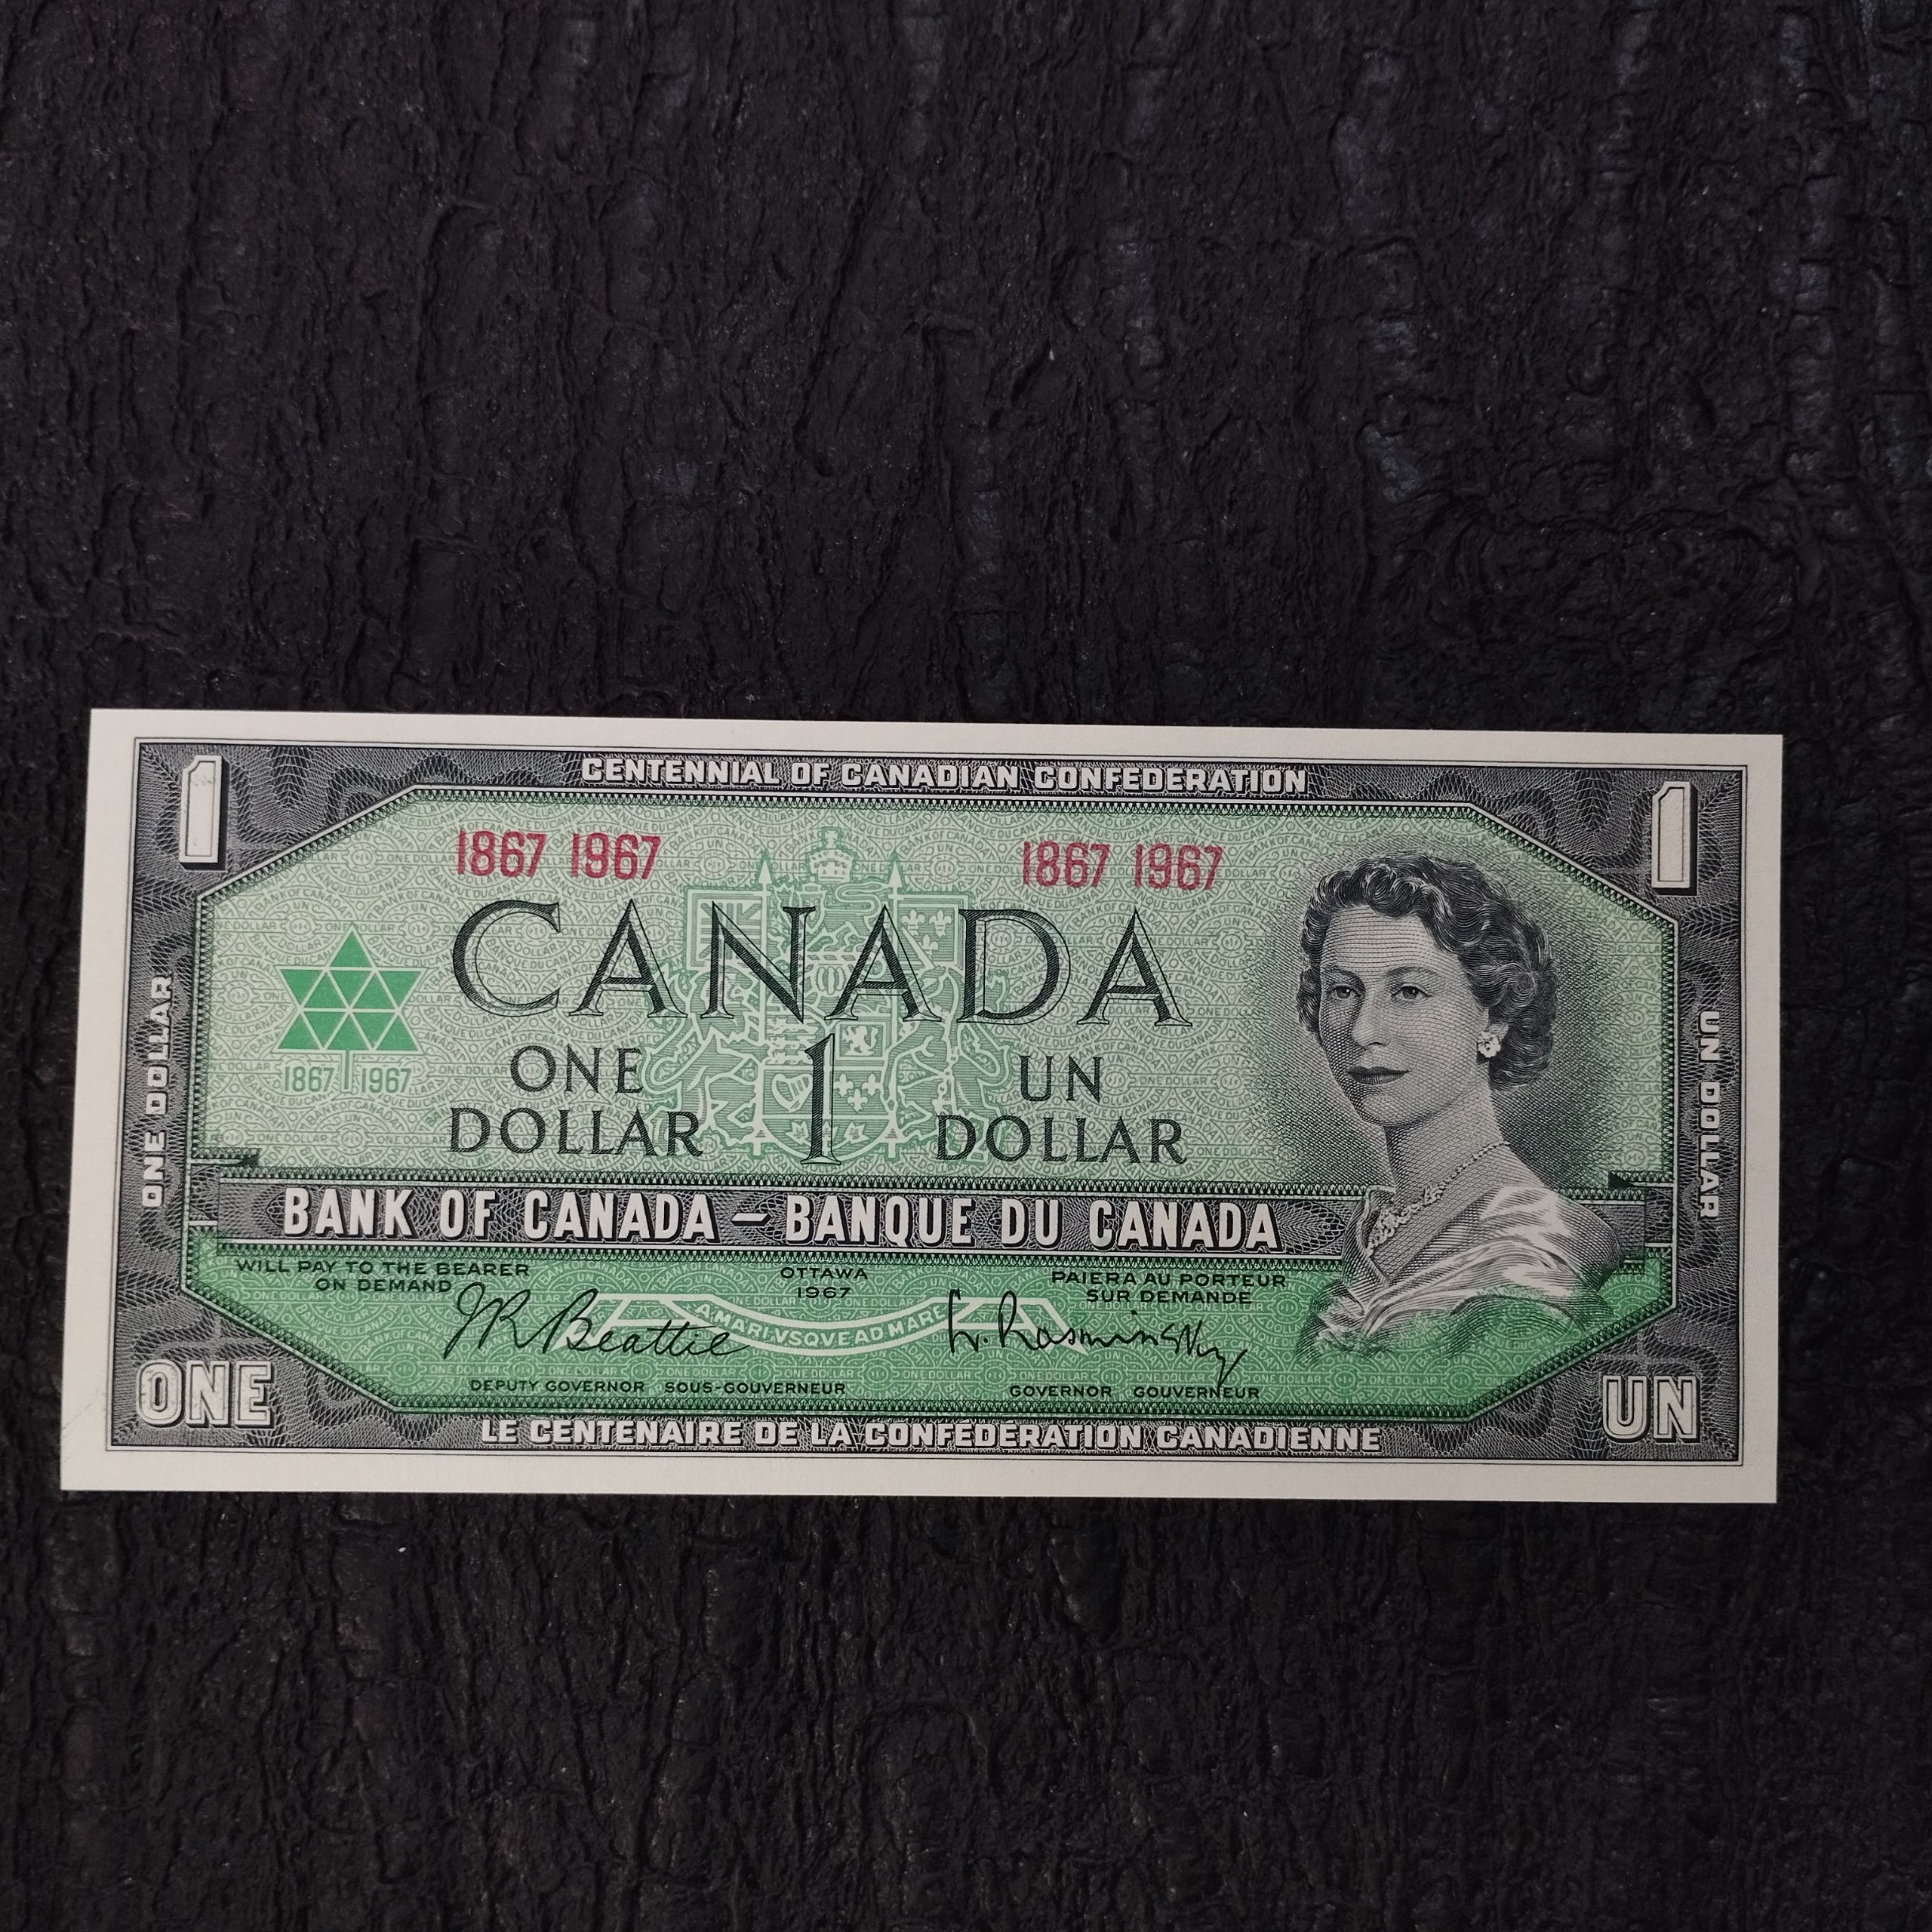 CENTENNIAL OF CANADIAN CONFEDERATION
1
1
1867 1967
1867 1967
CANADA
1867 1967
ONE DOLLAR
1
UN DOLLAR
ONE DOLLAR
UN DOLLAR
BANK OF CANADA – BANQUE DU CANADA
WILL PAY TO THE BEARER
ON DEMAND
OTTAWA
1967
PAIERA AU PORTEUR
SUR DEMANDE
JRBeattie
A·MARI·VSQVE·AD·MARE
L. Rasminsky
DEPUTY GOVERNOR SOUS-GOUVERNEUR
GOVERNOR GOUVERNEUR
ONE
UN
LE CENTENAIRE DE LA CONFÉDÉRATION CANADIENNE